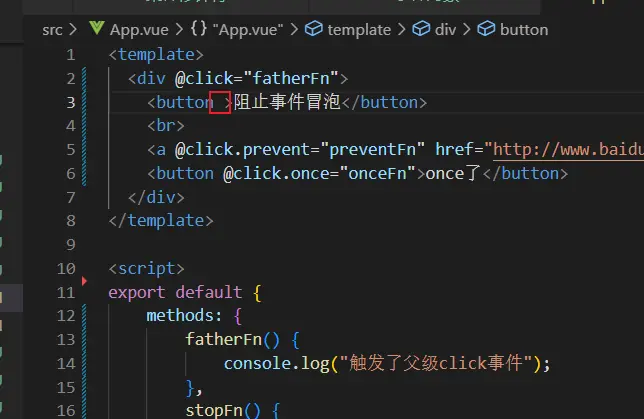 src > App.vue > {} "App.vue" > template > div > button
1 <template>
2 <div @click="fatherFn">
3 <button >阻止事件冒泡</button>
4 <br>
5 <a @click.prevent="preventFn" href="http://www.baidu
6 <button @click.once="onceFn">once了</button>
7 </div>
8 </template>
9
10 <script>
11 export default {
12 methods: {
13 fatherFn() {
14 console.log("触发了父级click事件");
15 },
16 stopFn() {